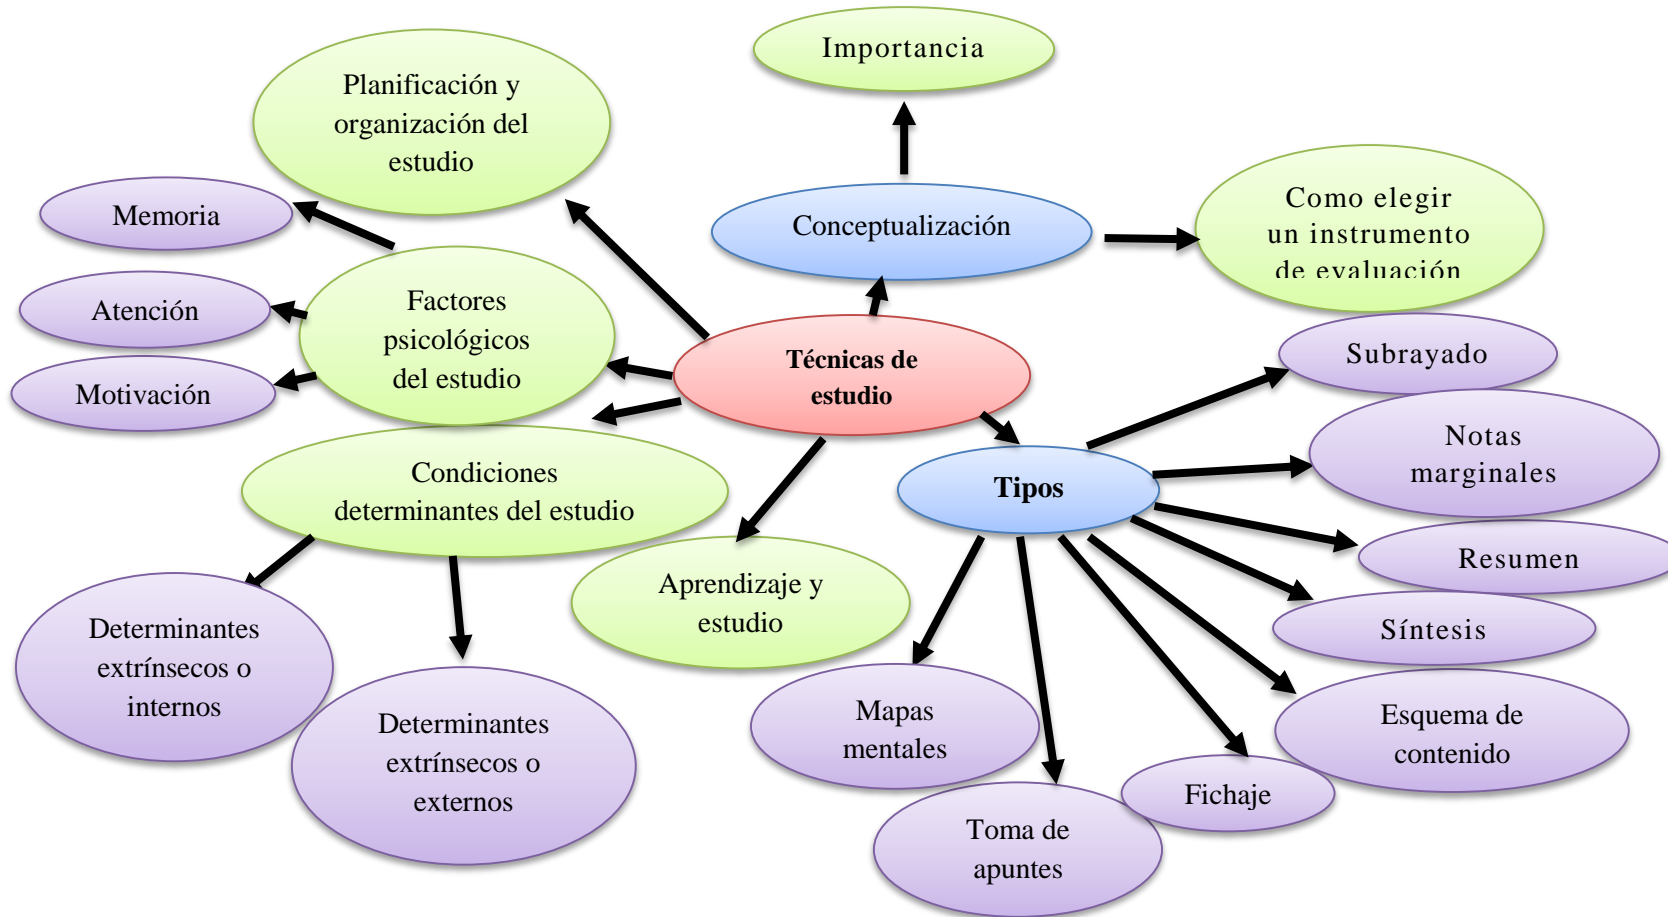 Importancia
Planificación y
organización del
estudio
Memoria
Conceptualización
Como elegir
un instrumento
de evaluación
Atención
Factores
psicológicos
del estudio
Motivación
Técnicas de
estudio
Subrayado
Notas
marginales
Condiciones
determinantes del estudio
Tipos
Resumen
Aprendizaje y
estudio
Síntesis
Determinantes
extrínsecos o
internos
Determinantes
extrínsecos o
externos
Mapas
mentales
Esquema de
contenido
Fichaje
Toma de
apuntes